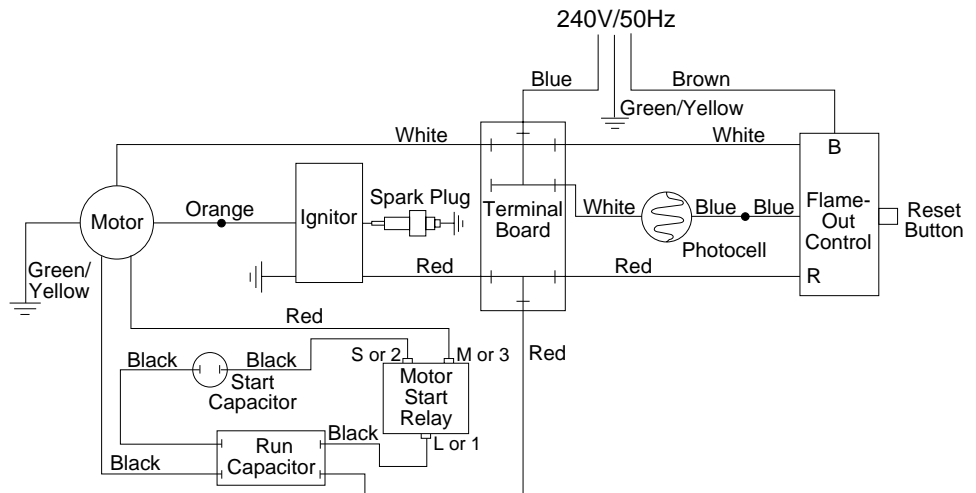 240V/50Hz
Blue
Brown
Green/Yellow
White
White
B
Orange
Ignitor
Spark Plug
Motor
Terminal
Board
White
Blue
Blue
Photocell
Flame-
Out
Control
Reset
Button
Green/
Yellow
Red
Red
R
Red
Black
Black
S or 2
M or 3
Red
Start
Capacitor
Motor
Start
Relay
Run
Capacitor
Black
L or 1
Black